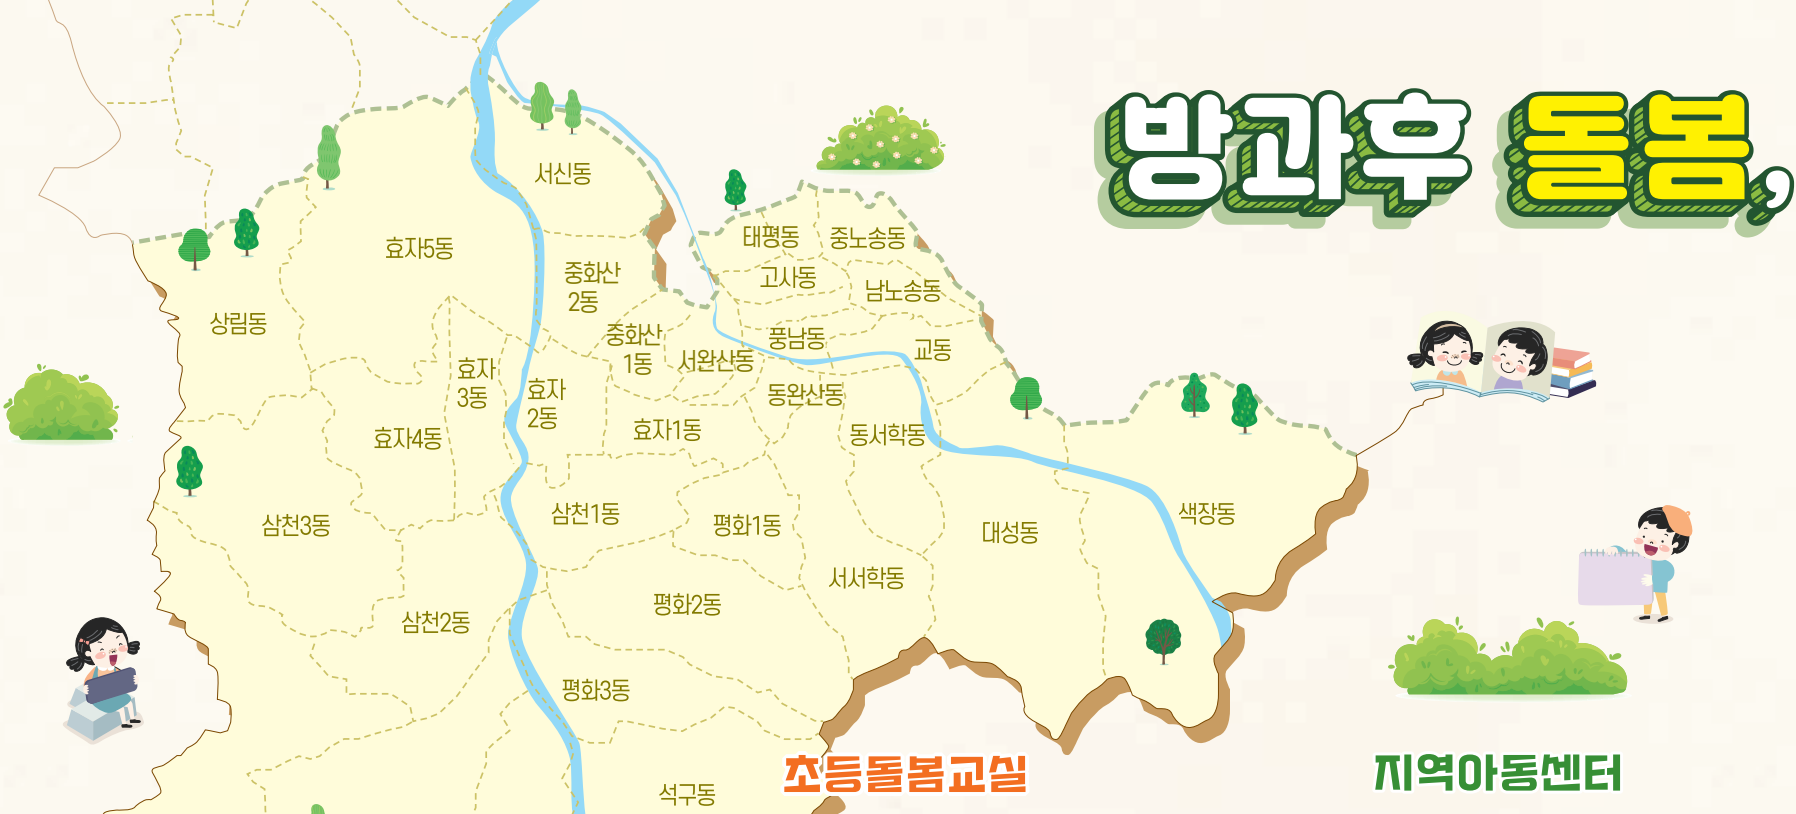 방과후 돌봄,
서신동
태평동
중노송동
효자5동
중화산
2동
고사동
남노송동
상림동
중화산
1동
풍남동
서완산동
교동
효자
3동
효자
2동
동완산동
효자4동
효자1동
동서학동
삼천3동
삼천1동
평화1동
대성동
색장동
서서학동
평화2동
삼천2동
평화3동
석구동
초등돌봄교실
지역아동센터